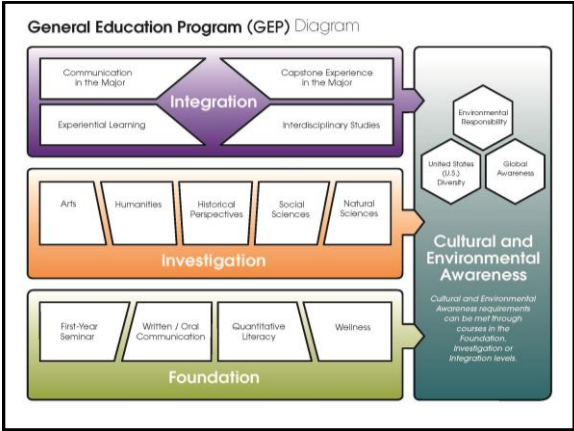 General Education Program (GEP) Diagram
Communication
in the Major
Capstone Experience
in the Major
Integration
Experiential Learning
Interdisciplinary Studies
Arts
Humanities
Historical
Perspectives
Social
Sciences
Natural
Sciences
Investigation
First-Year
Seminar
Written / Oral
Communication
Quantitative
Literacy
Wellness
Foundation
Environmental
Responsibility
United States
(U.S.)
Diversity
Global
Awareness
Cultural and
Environmental
Awareness
Cultural and Environmental
Awareness requirements
can be met through
courses in the
Foundation,
Investigation or
Integration levels.